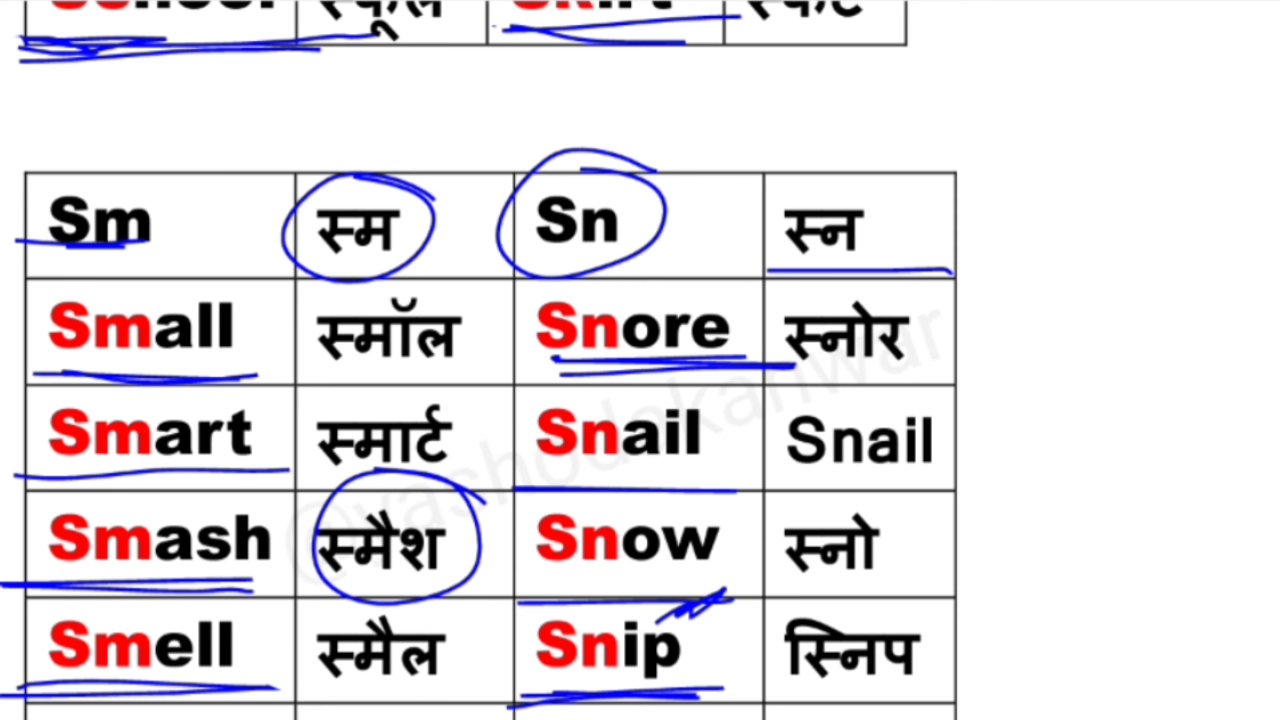 स्कूल
Sm स्म Sn स्न
Small स्मॉल Snore स्नोर
Smart स्मार्ट Snail Snail
Smash स्मैश Snow स्नो
Smell स्मैल Snip स्निप